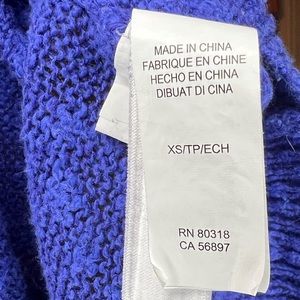 MADE IN CHINA
FABRIQUE EN CHINE
HECHO EN CHINA
DIBUAT DI CINA
XS/TP/ECH
RN 80318
CA 56897